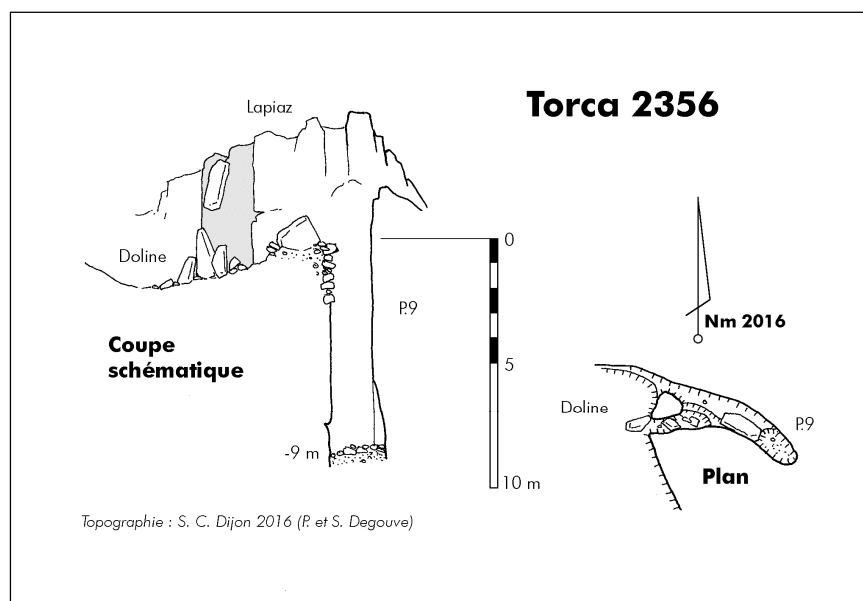 Torca 2356
Lapiaz
Doline
Coupe
schématique
P.9
0
5
10 m
-9 m
Nm 2016
Doline
P.9
Plan
Topographie : S. C. Dijon 2016 (P. et S. Degouve)